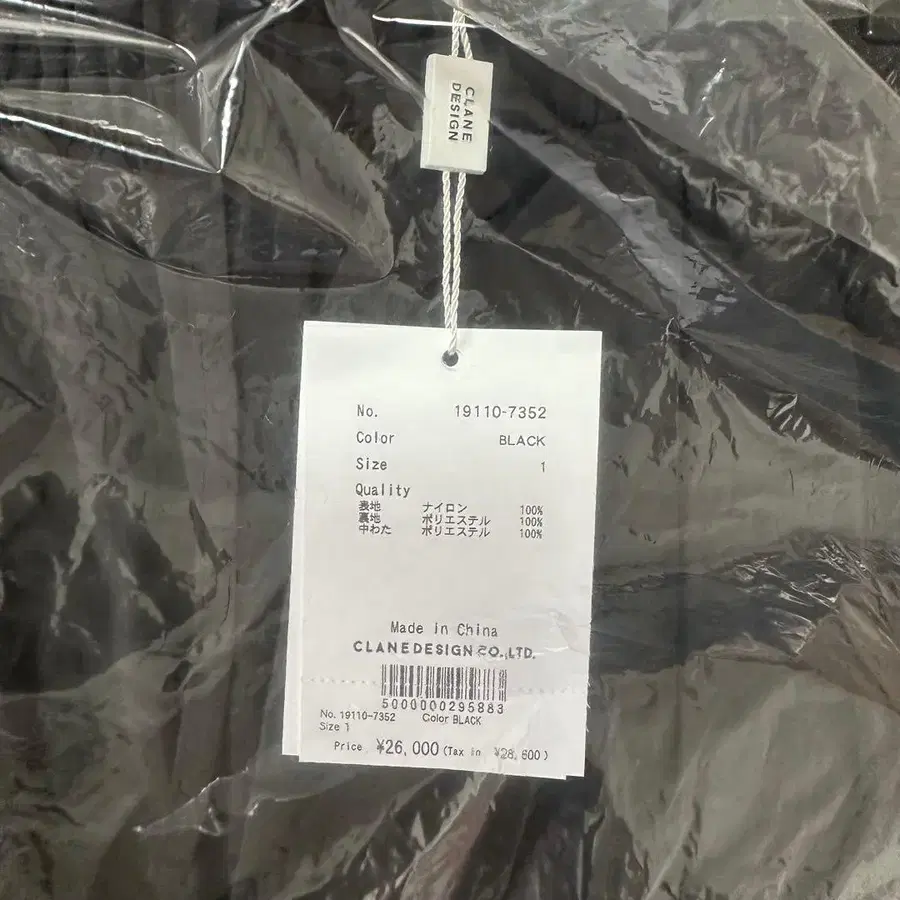 CLANE
DESIGN
No. 19110-7352
Color BLACK
Size 1
Quality
表地 ナイロン 100%
裏地 ポリエステル 100%
中わた ポリエステル 100%
Made in China
CLANEDESIGN CO.,LTD.
5000000295883
No. 19110-7352 Color BLACK
Size 1
Price ¥26,000 (Tax in ¥28,600)